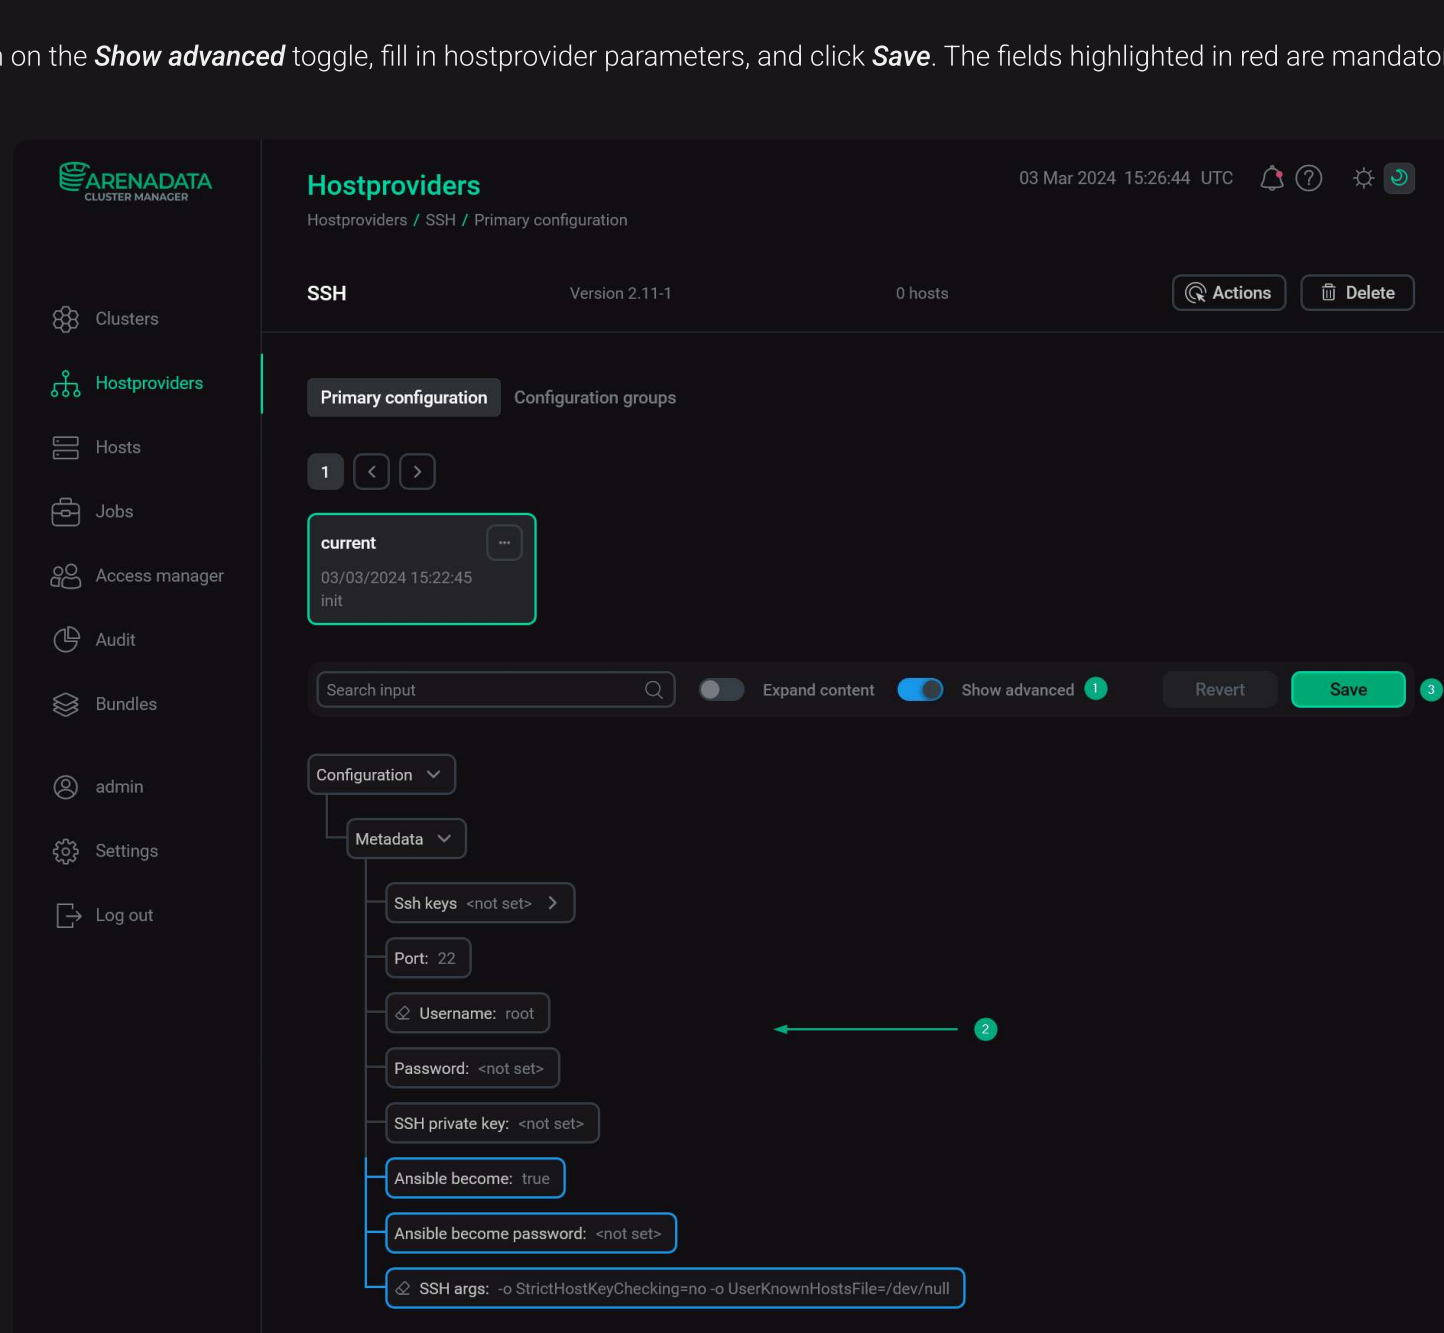 on the Show advanced toggle, fill in hostprovider parameters, and click Save. The fields highlighted in red are
ARENADATA
CLUSTER MANAGER
Hostproviders
03 Mar 2024 15:26:44 UTC
Hostproviders / SSH / Primary configuration
SSH
Version 2.11-1
0 hosts
Actions
Delete
Clusters
Hostproviders
Hosts
Jobs
Access manager
Audit
Bundles
admin
Settings
Log out
Primary configuration
Configuration groups
1
current
03/03/2024 15:22:45
init
Search input
Expand content
Show advanced
1
Revert
Save
3
Configuration
Metadata
Ssh keys <not set>
Port: 22
Username: root
2
Password: <not set>
SSH private key: <not set>
Ansible become: true
Ansible become password: <not set>
SSH args: -o StrictHostKeyChecking=no -o UserKnownHostsFile=/dev/null